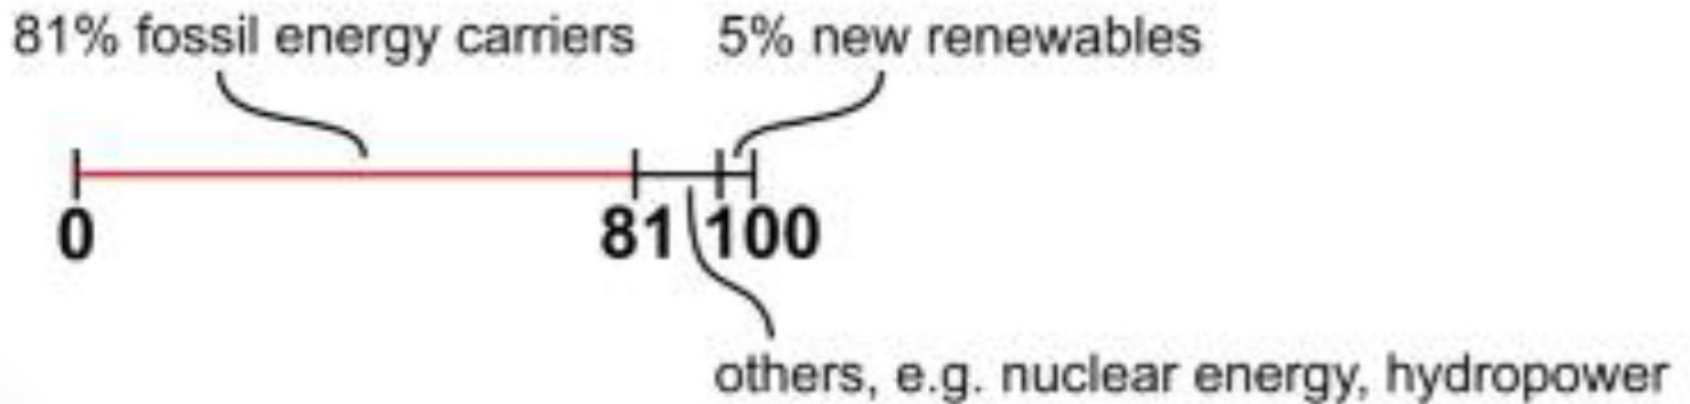 81% fossil energy carriers
5% new renewables
0
81
100
others, e.g. nuclear energy, hydropower